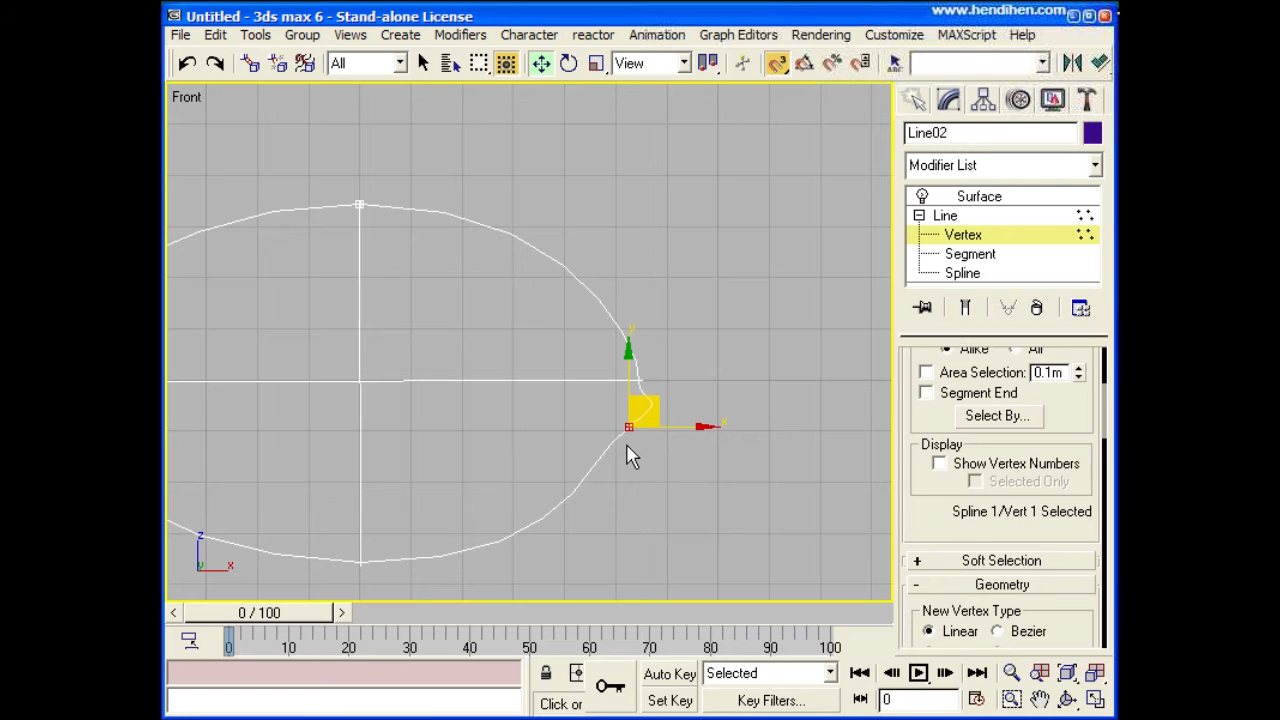 www.hendihen.com
Untitled - 3ds max 6 - Stand-alone License
File Edit Tools Group Views Create Modifiers Character reactor Animation Graph Editors Rendering Customize MAXScript Help
All View
Front
Line02
Modifier List
Surface
Line
Vertex
Segment
Spline
Alike All
Area Selection: 0.1m
Segment End
Select By...
Display
Show Vertex Numbers
Selected Only
Spline 1/Vert 1 Selected
+ Soft Selection
- Geometry
New Vertex Type
Linear Bezier
y
x
z
y
x
< 0 / 100 >
0 10 20 30 40 50 60 70 80 90 100
Auto Key Selected
Click or Set Key Key Filters... 0